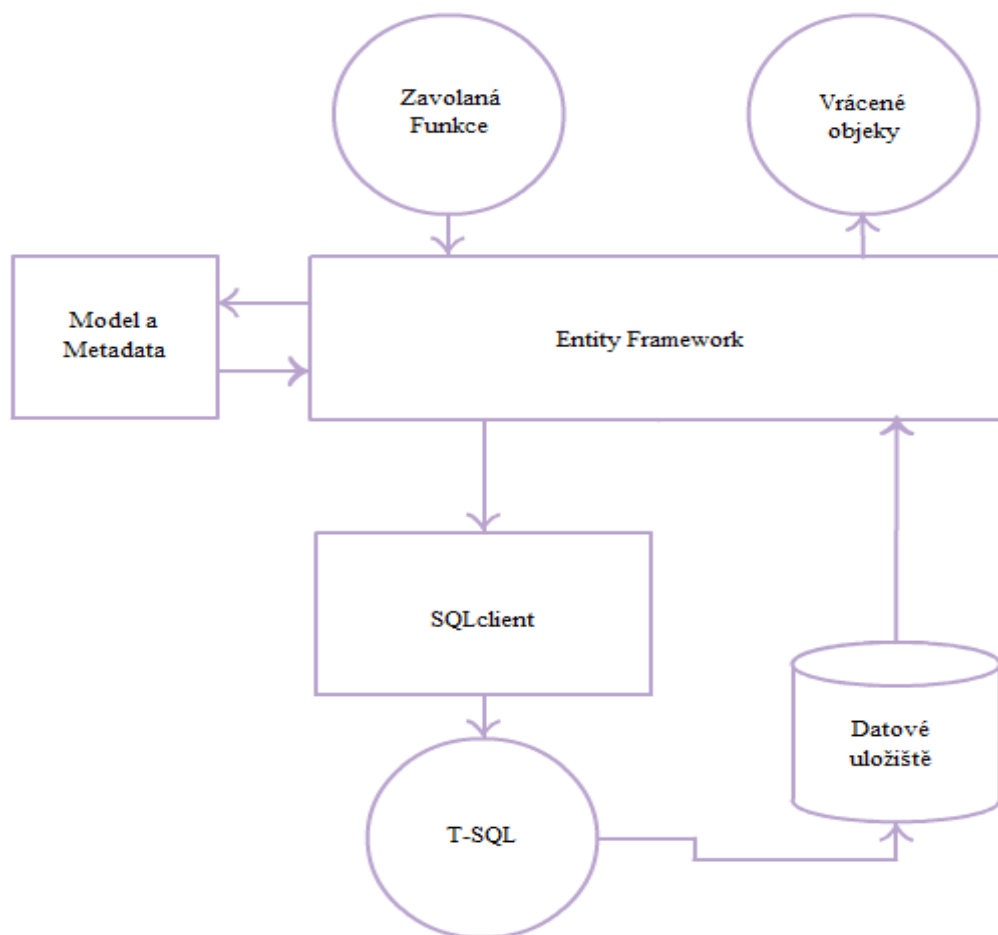 Zavolaná
Funkce
Vrácené
objeky
Model a
Metadata
Entity Framework
SQLclient
Datové
uložiště
T-SQL